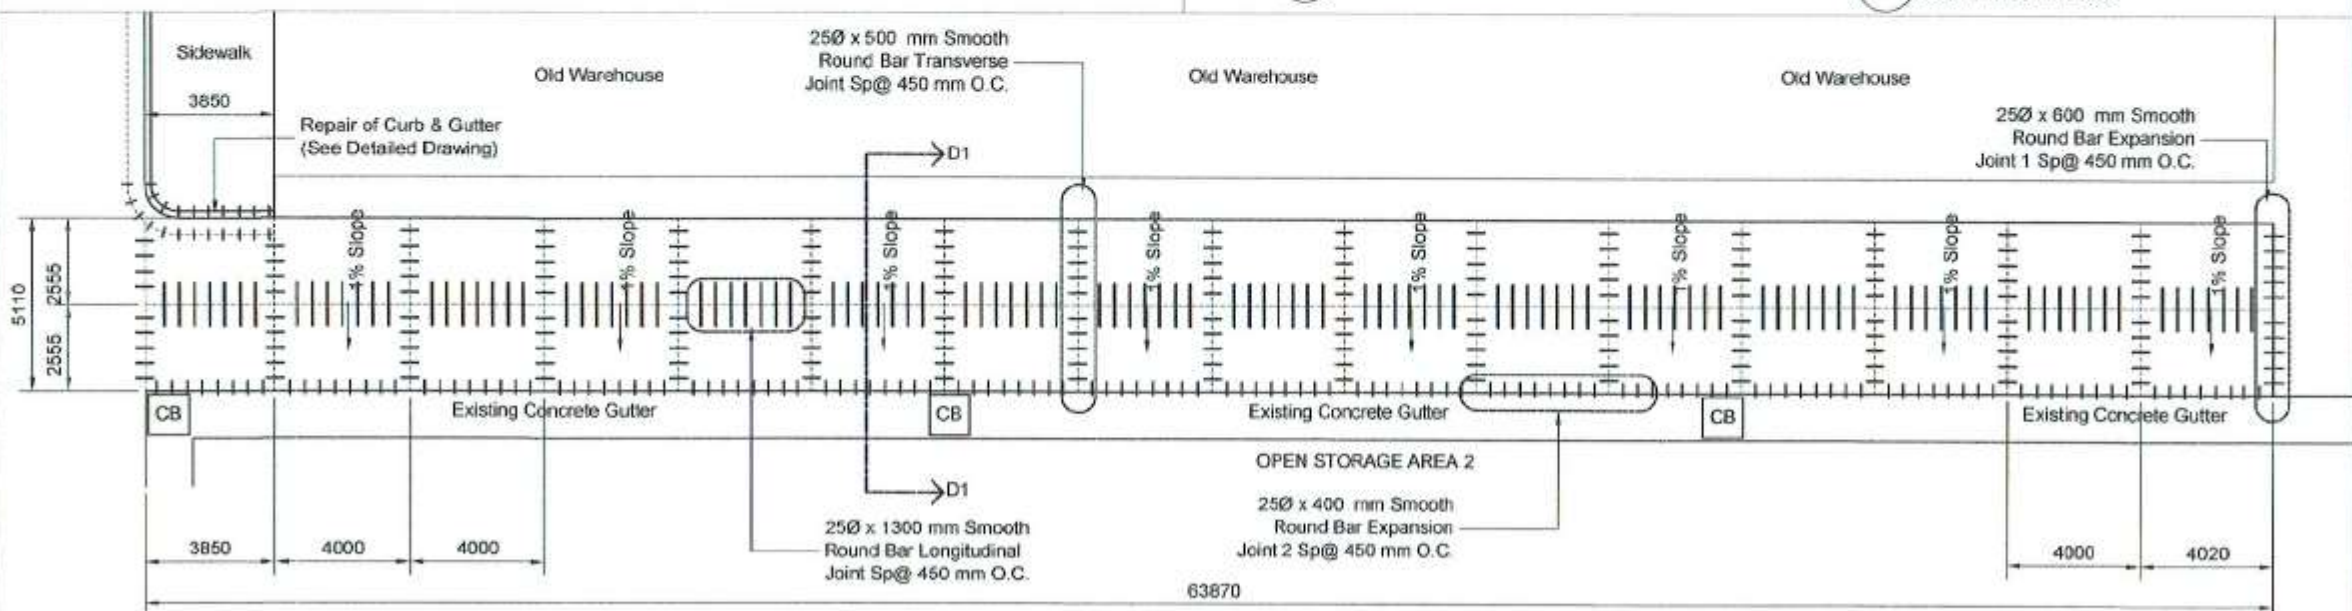 Sidewalk
3850
Repair of Curb & Gutter
(See Detailed Drawing)
Old Warehouse
25Ø x 500 mm Smooth
Round Bar Transverse
Joint Sp@ 450 mm O.C.
Old Warehouse
Old Warehouse
25Ø x 600 mm Smooth
Round Bar Expansion
Joint 1 Sp@ 450 mm O.C.
D1
5110
2555
2555
1% Slope
1% Slope
1% Slope
1% Slope
1% Slope
1% Slope
1% Slope
1% Slope
CB
Existing Concrete Gutter
CB
Existing Concrete Gutter
CB
Existing Concrete Gutter
OPEN STORAGE AREA 2
D1
25Ø x 1300 mm Smooth
Round Bar Longitudinal
Joint Sp@ 450 mm O.C.
25Ø x 400 mm Smooth
Round Bar Expansion
Joint 2 Sp@ 450 mm O.C.
3850
4000
4000
4000
4020
63870